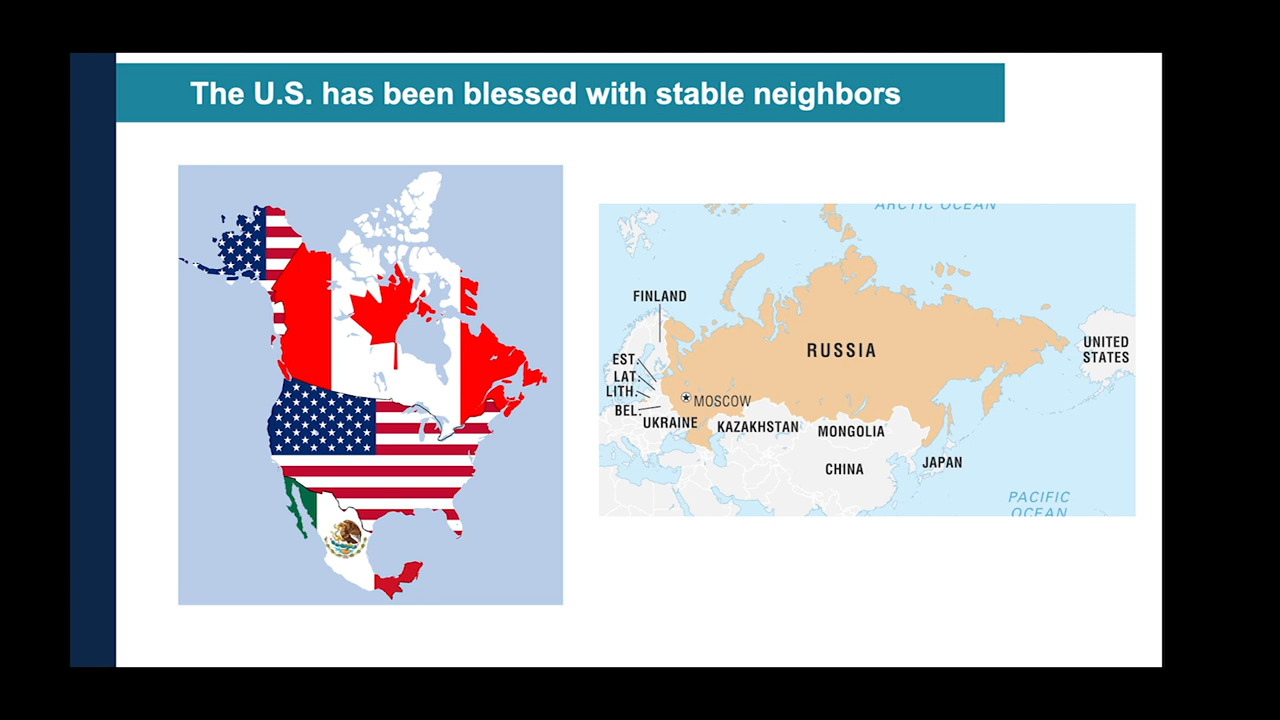 The U.S. has been blessed with stable neighbors
ARCTIC OCEAN
FINLAND
RUSSIA
UNITED
STATES
EST.
LAT.
LITH.
MOSCOW
BEL.
UKRAINE
KAZAKHSTAN
MONGOLIA
CHINA
JAPAN
PACIFIC
OCEAN